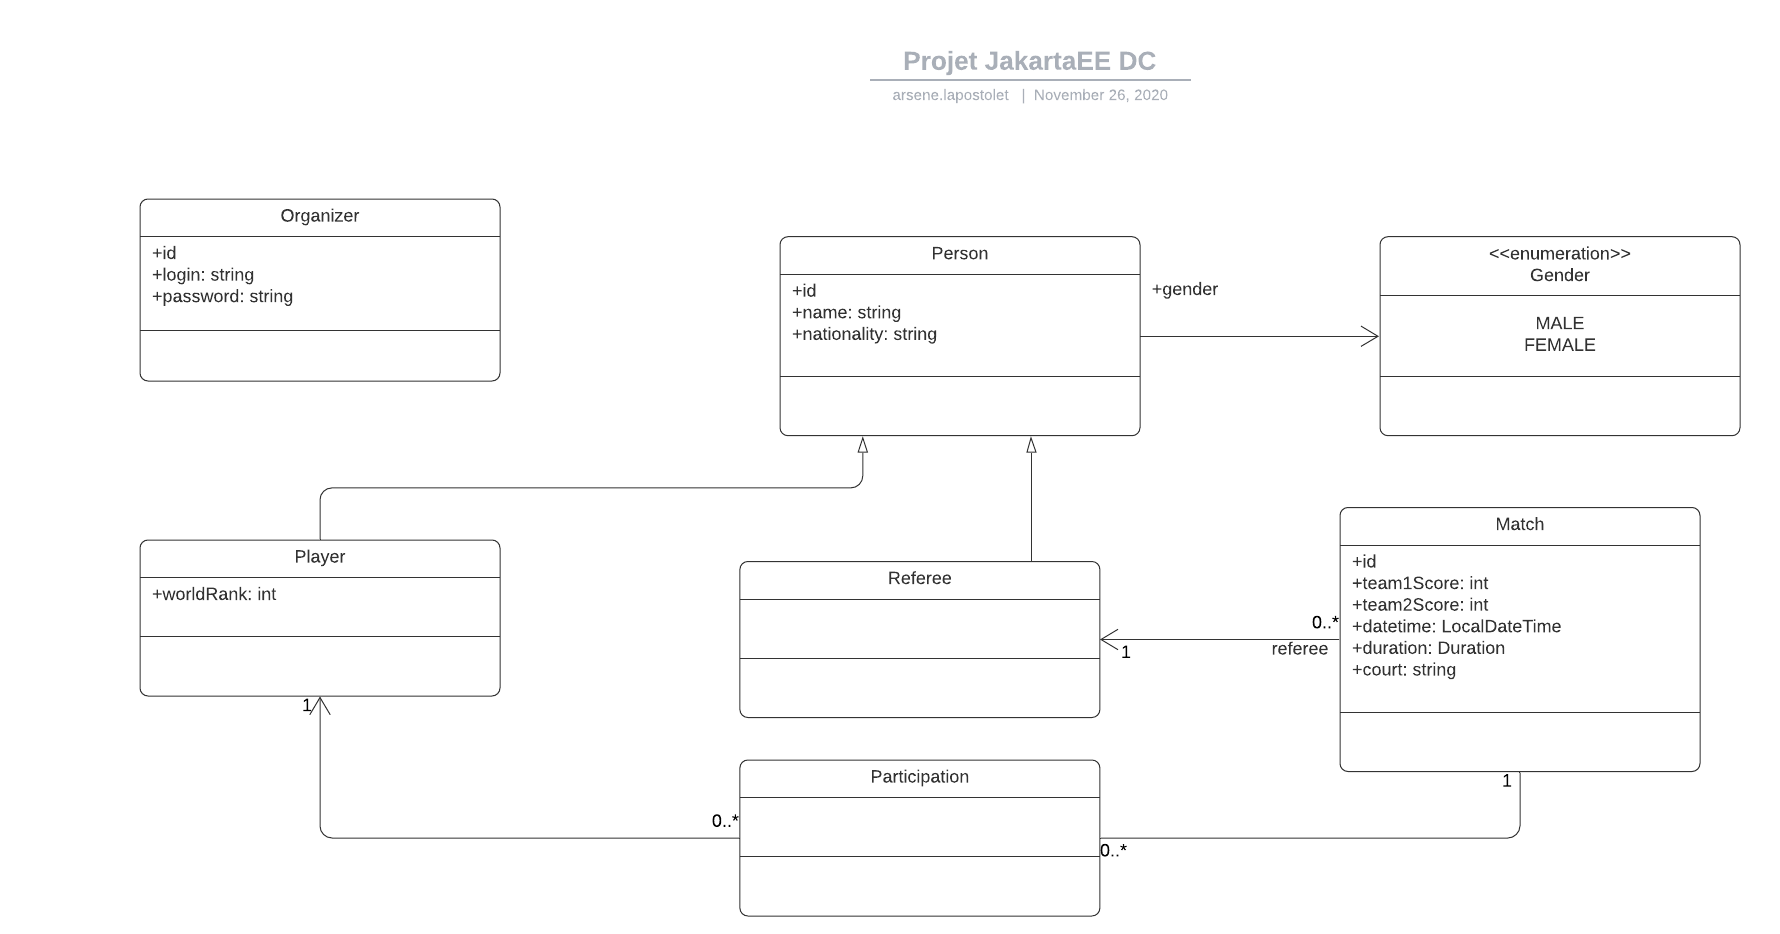 Projet JakartaEE DC
arsene.lapostolet | November 26, 2020
Organizer
+id
+login: string
+password: string
Person
+id
+name: string
+nationality: string
+gender
<<enumeration>>
Gender
MALE
FEMALE
Player
+worldRank: int
1
Referee
1
0..*
referee
Match
+id
+team1Score: int
+team2Score: int
+datetime: LocalDateTime
+duration: Duration
+court: string
1
Participation
0..*
0..*